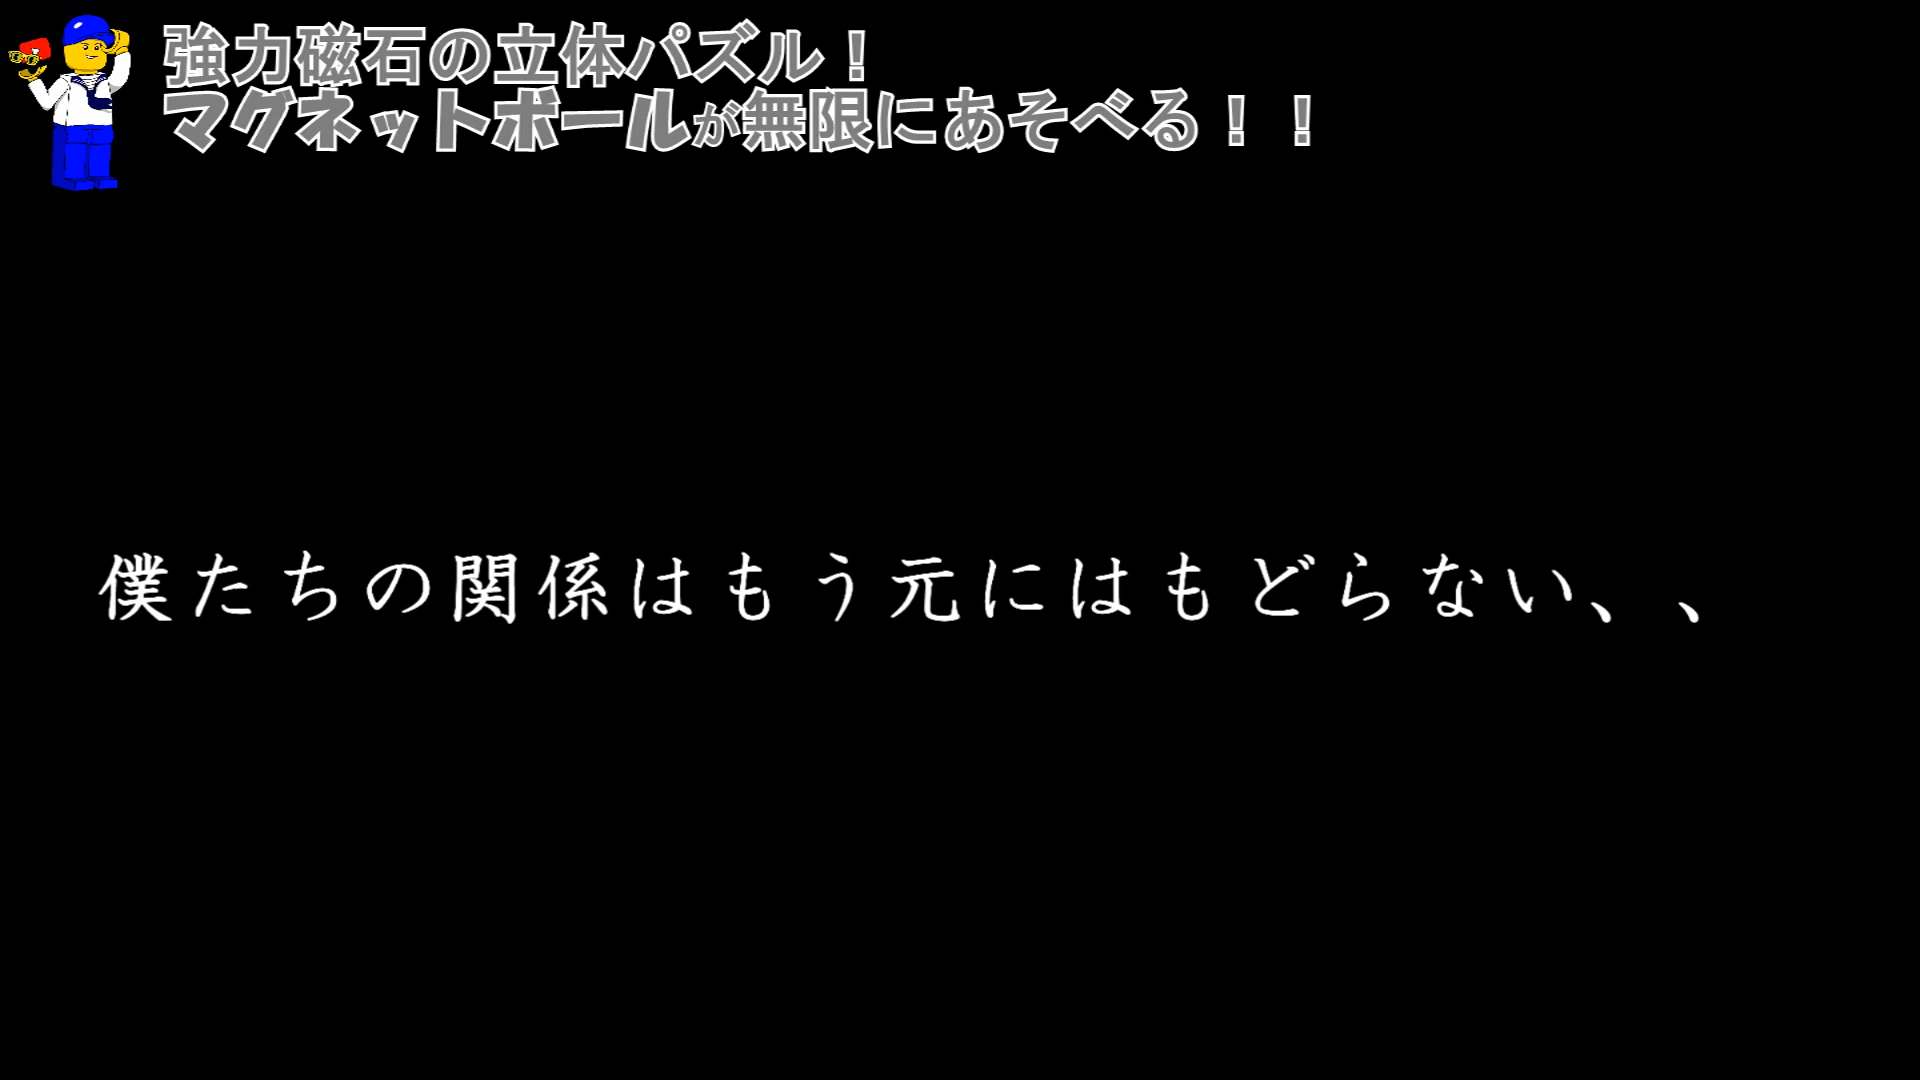 強力磁石の立体パズル！
マグネットボールが無限にあそべる！！
僕たちの関係はもう元にはもどらない、、